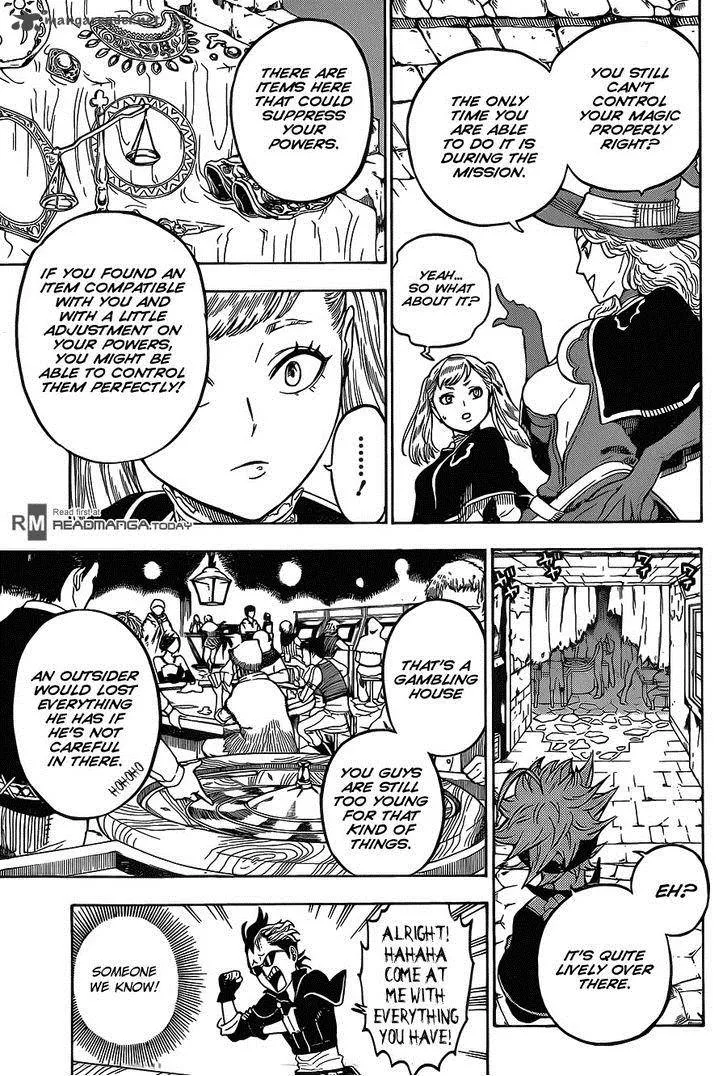 YOU STILL
CAN'T
CONTROL
YOUR MAGIC
PROPERLY
RIGHT?
THE ONLY
TIME YOU
ARE ABLE
TO DO IT IS
DURING THE
MISSION.
YEAH...
SO WHAT
ABOUT IT?
THERE ARE
ITEMS HERE
THAT COULD
SUPPRESS
YOUR
POWERS.
IF YOU FOUND AN
ITEM COMPATIBLE
WITH YOU AND
WITH A LITTLE
ADJUSTMENT ON
YOUR POWERS,
YOU MIGHT BE
ABLE TO CONTROL
THEM PERFECTLY!
......!
RM
Read first at
READMANGA.TODAY
EH?
IT'S QUITE
LIVELY OVER
THERE.
THAT'S A
GAMBLING
HOUSE
YOU GUYS
ARE STILL
TOO YOUNG
FOR THAT
KIND OF
THINGS.
AN OUTSIDER
WOULD LOST
EVERYTHING
HE HAS IF
HE'S NOT
CAREFUL
IN THERE.
HOHOHO
ALRIGHT!
HAHAHA
COME AT
ME WITH
EVERYTHING
YOU HAVE!
SOMEONE
WE KNOW!